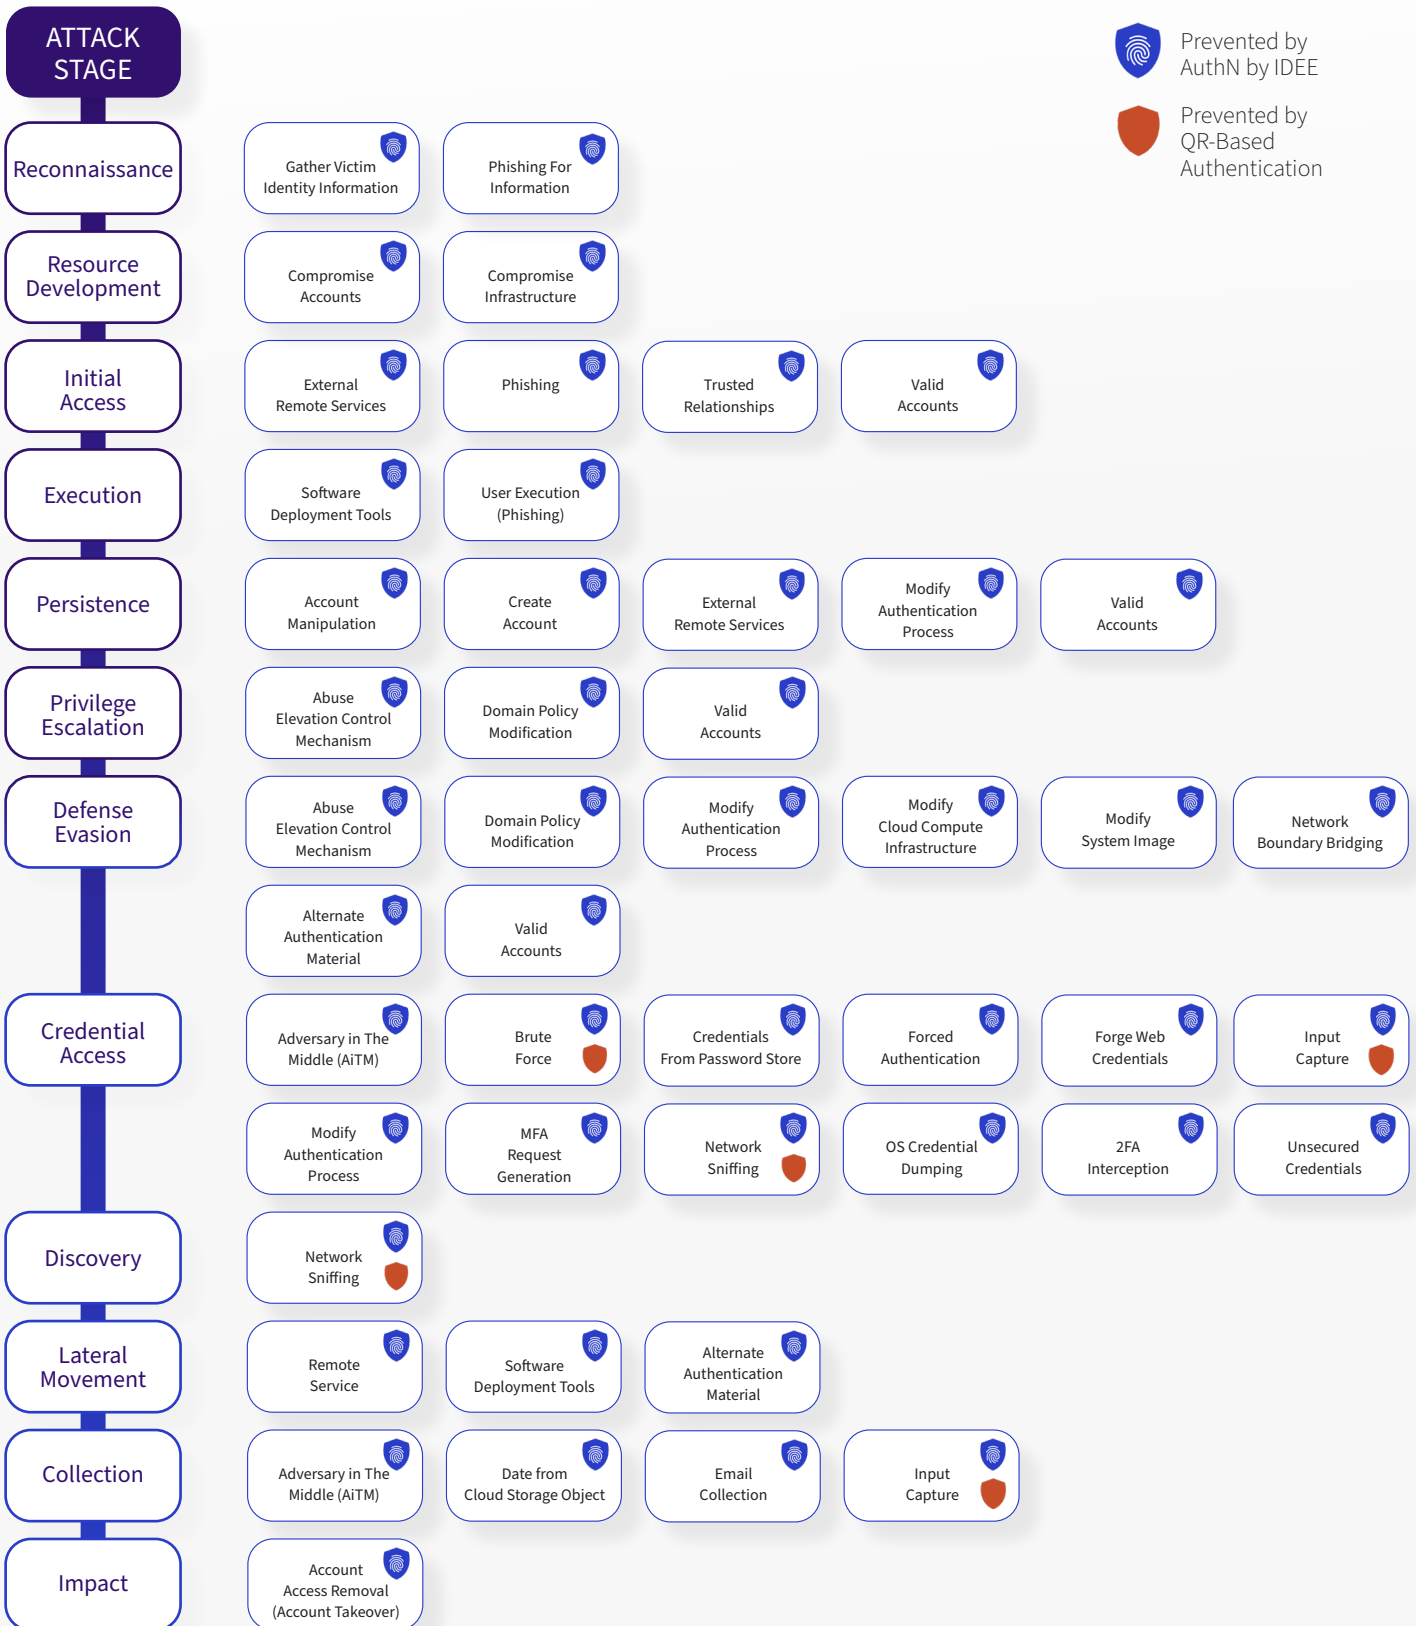 ATTACK
STAGE
Prevented by
AuthN by IDEE
Prevented by
QR-Based
Authentication
Reconnaissance
Gather Victim
Identity Information
Phishing For
Information
Resource
Development
Compromise
Accounts
Compromise
Infrastructure
Initial
Access
External
Remote Services
Phishing
Trusted
Relationships
Valid
Accounts
Execution
Software
Deployment Tools
User Execution
(Phishing)
Persistence
Account
Manipulation
Create
Account
External
Remote Services
Modify
Authentication
Process
Valid
Accounts
Privilege
Escalation
Abuse
Elevation Control
Mechanism
Domain Policy
Modification
Valid
Accounts
Defense
Evasion
Abuse
Elevation Control
Mechanism
Domain Policy
Modification
Modify
Authentication
Process
Modify
Cloud Compute
Infrastructure
Modify
System Image
Network
Boundary Bridging
Alternate
Authentication
Material
Valid
Accounts
Credential
Access
Adversary in The
Middle (AiTM)
Brute
Force
Credentials
From Password Store
Forced
Authentication
Forge Web
Credentials
Input
Capture
Modify
Authentication
Process
MFA
Request
Generation
Network
Sniffing
OS Credential
Dumping
2FA
Interception
Unsecured
Credentials
Discovery
Network
Sniffing
Lateral
Movement
Remote
Service
Software
Deployment Tools
Alternate
Authentication
Material
Collection
Adversary in The
Middle (AiTM)
Date from
Cloud Storage Object
Email
Collection
Input
Capture
Impact
Account
Access Removal
(Account Takeover)